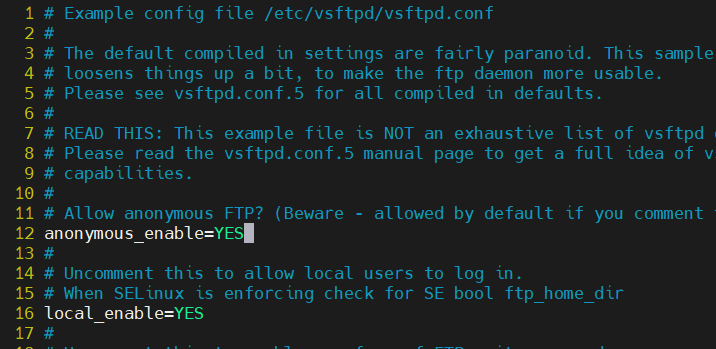 1 # Example config file /etc/vsftpd/vsftpd.conf
2 #
3 # The default compiled in settings are fairly paranoid. This sample
4 # loosens things up a bit, to make the ftp daemon more usable.
5 # Please see vsftpd.conf.5 for all compiled in defaults.
6 #
7 # READ THIS: This example file is NOT an exhaustive list of vsftpd
8 # Please read the vsftpd.conf.5 manual page to get a full idea of
9 # capabilities.
10 #
11 # Allow anonymous FTP? (Beware - allowed by default if you comment
12 anonymous_enable=YES
13 #
14 # Uncomment this to allow local users to log in.
15 # When SELinux is enforcing check for SE bool ftp_home_dir
16 local_enable=YES
17 #